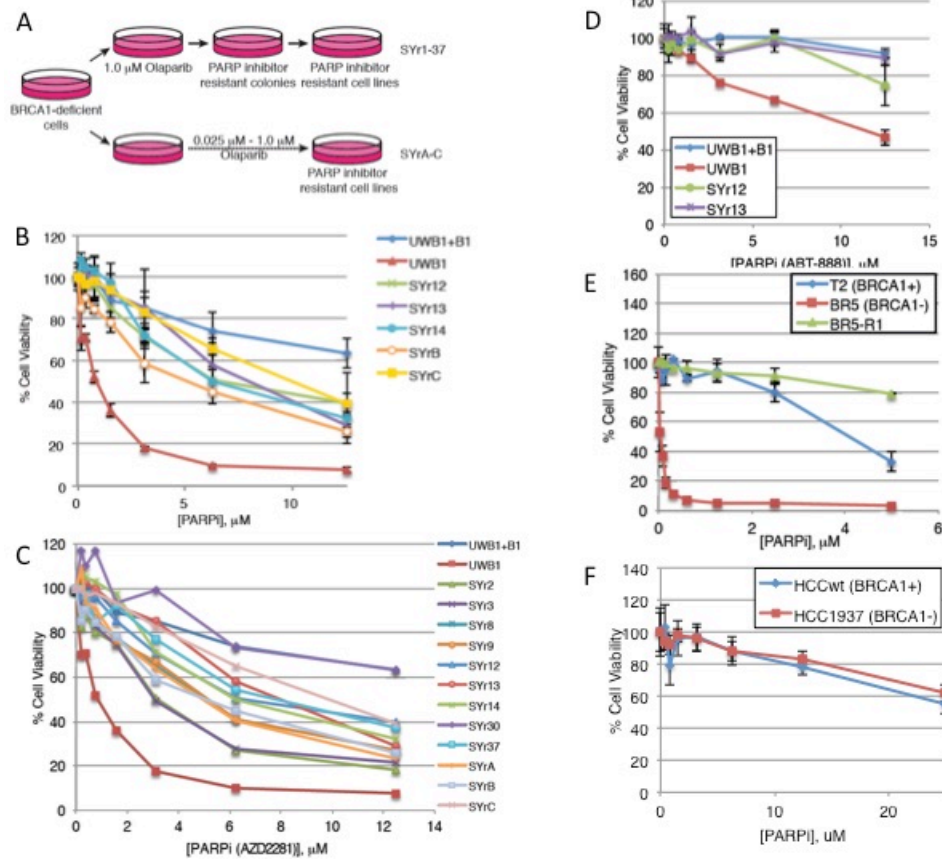 A
BRCA1-deficient
cells
1.0 μM Olaparib
PARP inhibitor
resistant colonies
PARP inhibitor
resistant cell lines
SYr1-37
0.025 μM - 1.0 μM
Olaparib
PARP inhibitor
resistant cell lines
SYrA-C
B
% Cell Viability
120
100
80
60
40
20
0
0
5
10
[PARPi], μM
UWB1+B1
UWB1
SYr12
SYr13
SYr14
SYrB
SYrC
C
% Cell Viability
120
100
80
60
40
20
0
0
2
4
6
8
10
12
14
[PARPi (AZD2281)], μM
UWB1+B1
UWB1
SYr2
SYr3
SYr8
SYr9
SYr12
SYr13
SYr14
SYr30
SYr37
SYrA
SYrB
SYrC
D
% Cell Viability
120
100
80
60
40
20
0
UWB1+B1
UWB1
SYr12
SYr13
0
5
10
15
[PARPi (ABT-888)], μM
E
% Cell Viability
160
140
120
100
80
60
40
20
0
T2 (BRCA1+)
BR5 (BRCA1-)
BR5-R1
0
2
4
6
[PARPi], μM
F
% Cell Viability
140
120
100
80
60
40
20
0
HCCwt (BRCA1+)
HCC1937 (BRCA1-)
0
10
20
[PARPi], uM